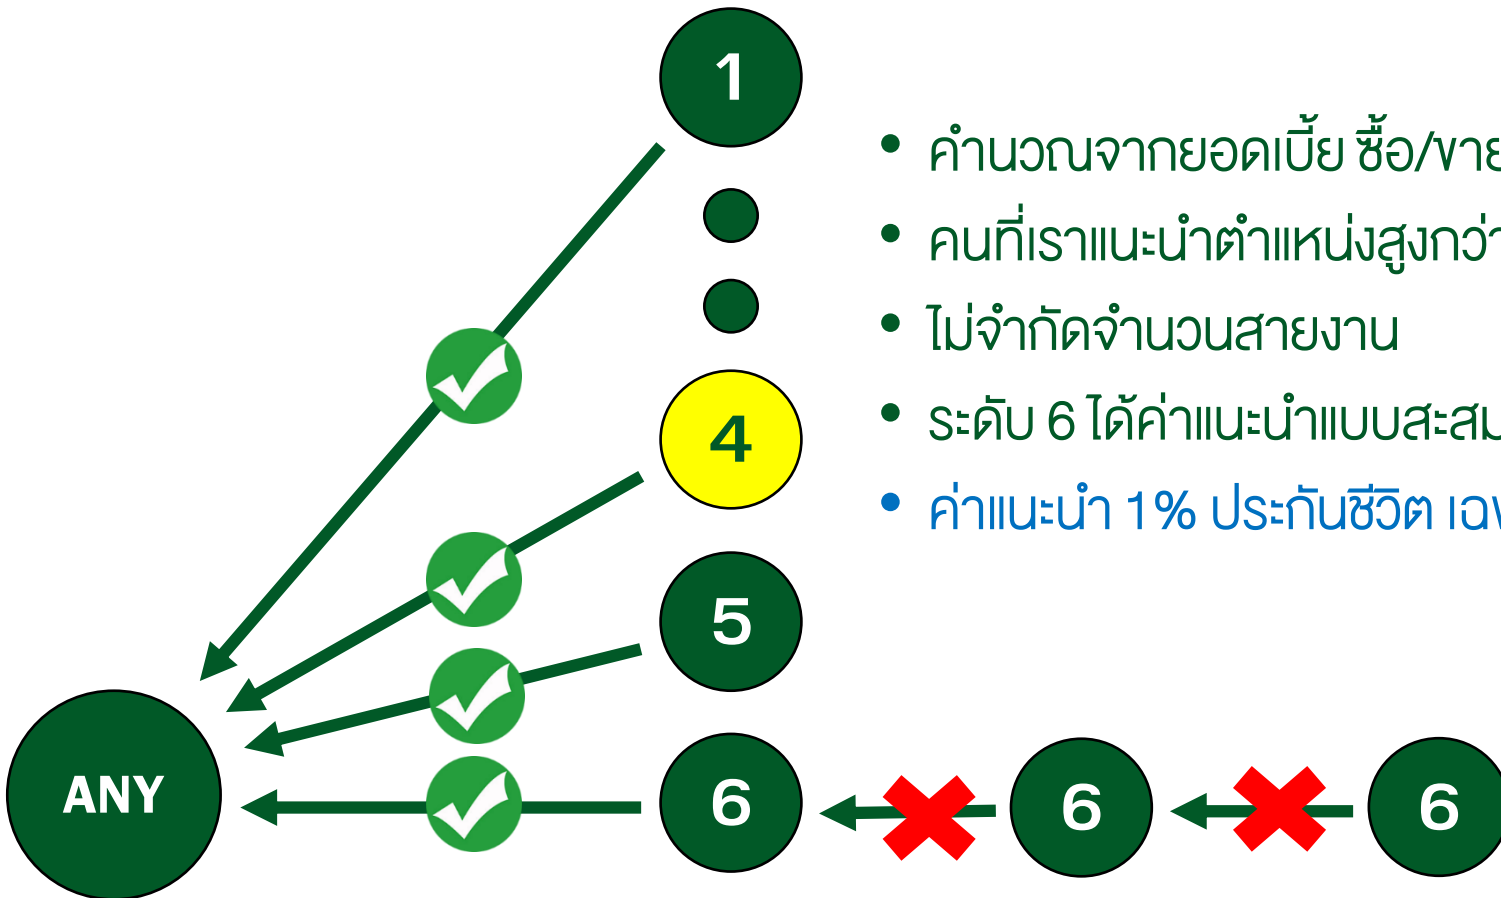 1
• คำนวณจากยอดเบี้ย ซื้อ/ขาย
• คนที่เราแนะนำตำแหน่งสูงกว่า
• ไม่จำกัดจำนวนสายงาน
4
• ระดับ 6 ได้ค่าแนะนำแบบสะสม
• ค่าแนะนำ 1% ประกันชีวิต
5
ANY
6
6
6